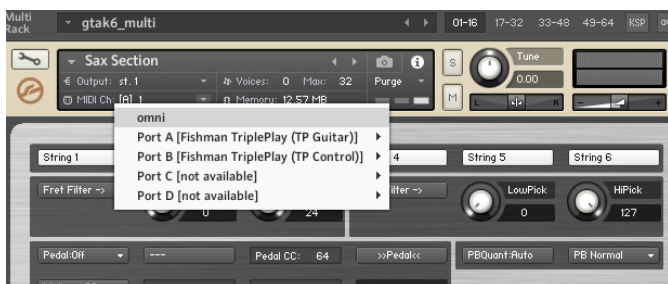 Multi
Rack
gtak6_multi
01-16 17-32 33-48 49-64 KSP
Sax Section
Output: st.1 Voices: 0 Max: 32 Purge
MIDI Ch: [A] 1 Memory: 12.57 MB
S
M
Tune
0.00
L R
- +
omni
Port A [Fishman TriplePlay (TP Guitar)]
Port B [Fishman TriplePlay (TP Control)]
Port C [not available]
Port D [not available]
String 1 4 String 5 String 6
Fret Filter -> ilter -> LowPick HiPick
0 24 0 127
Pedal:Off --- Pedal CC: 64 >>Pedal<< PBQuant:Auto PB Normal